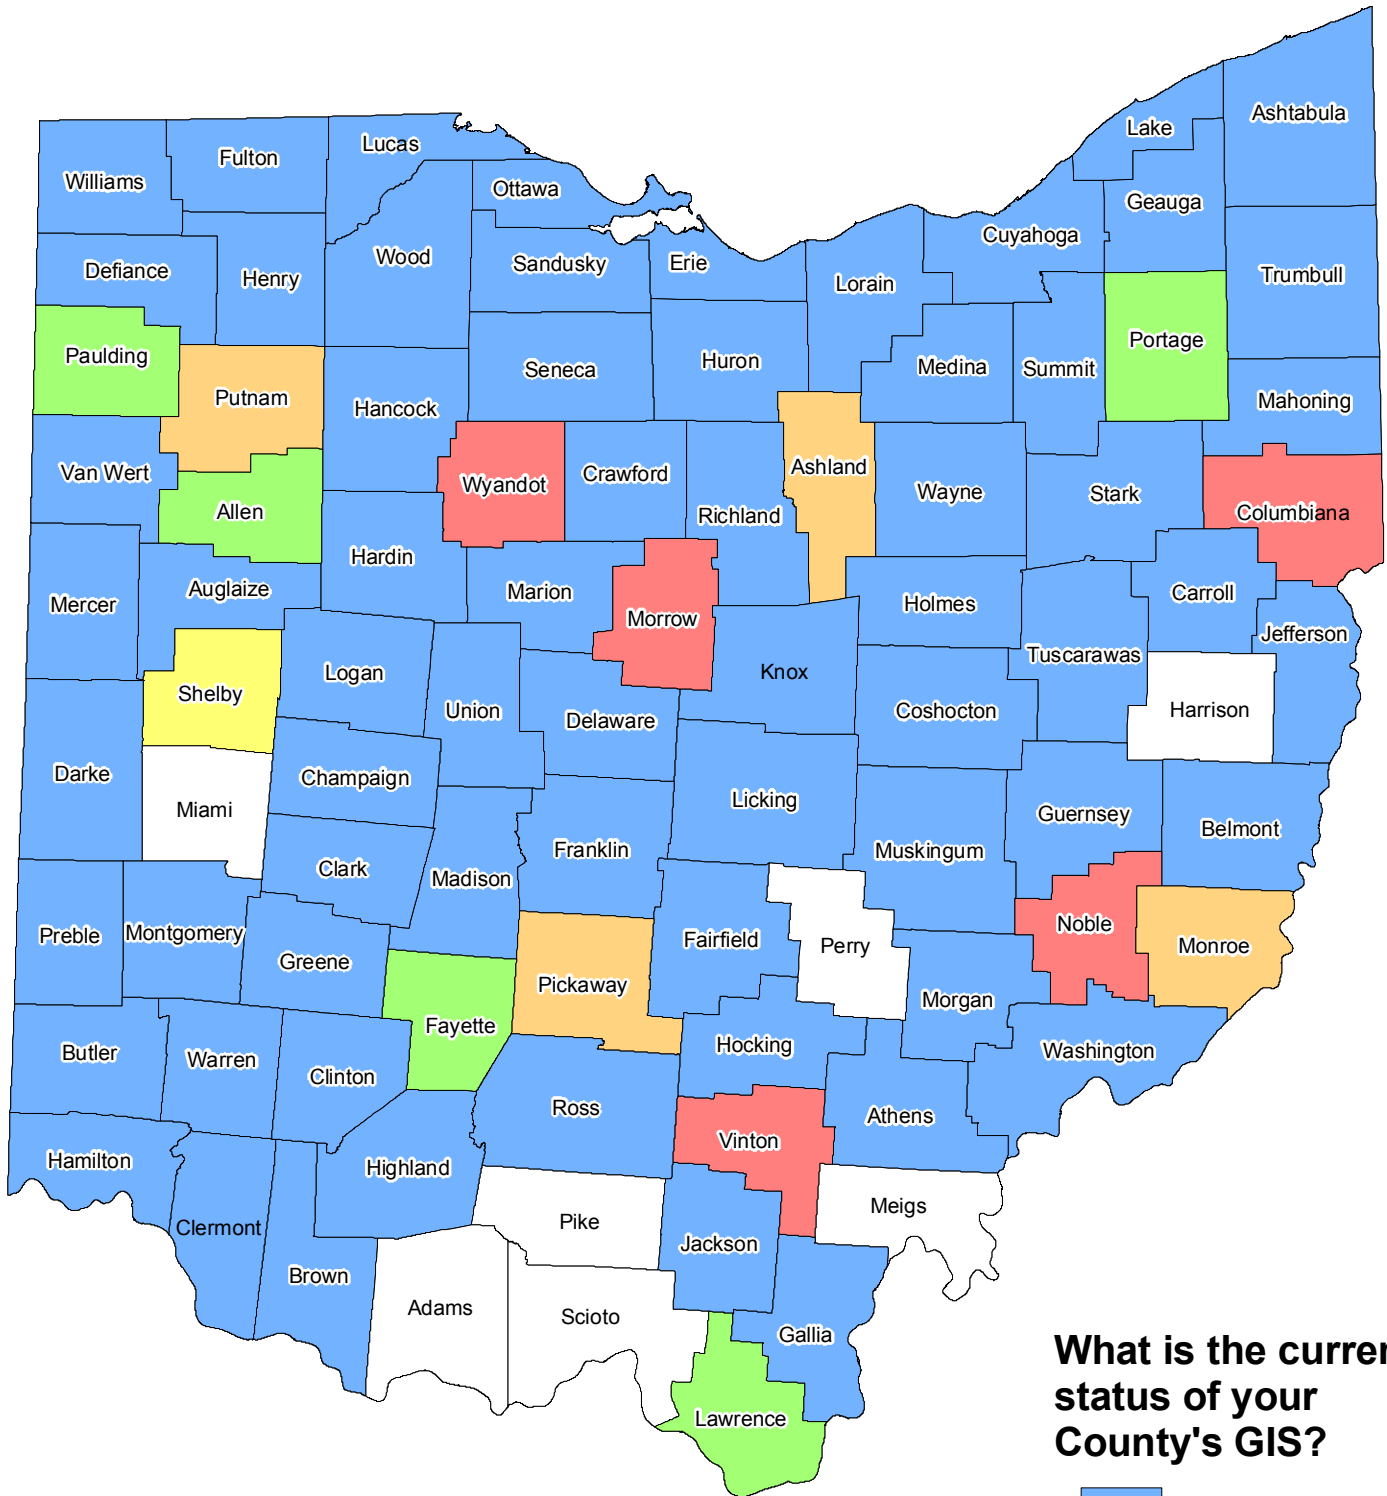 Ashtabula
Lake
Lucas
Fulton
Williams
Ottawa
Geauga
Cuyahoga
Wood
Erie
Sandusky
Defiance
Henry
Trumbull
Lorain
Portage
Paulding
Huron
Medina
Summit
Seneca
Putnam
Mahoning
Hancock
Ashland
Van Wert
Crawford
Wyandot
Wayne
Stark
Allen
Columbiana
Richland
Hardin
Auglaize
Marion
Carroll
Mercer
Holmes
Morrow
Jefferson
Tuscarawas
Knox
Logan
Shelby
Harrison
Union
Coshocton
Delaware
Darke
Champaign
Licking
Miami
Guernsey
Belmont
Franklin
Muskingum
Clark
Madison
Noble
Montgomery
Preble
Fairfield
Perry
Monroe
Greene
Pickaway
Morgan
Fayette
Hocking
Washington
Butler
Warren
Clinton
Ross
Athens
Vinton
Hamilton
Highland
Meigs
Pike
Clermont
Jackson
Brown
Adams
Scioto
Gallia
Lawrence
What is the curren
status of your
County's GIS?